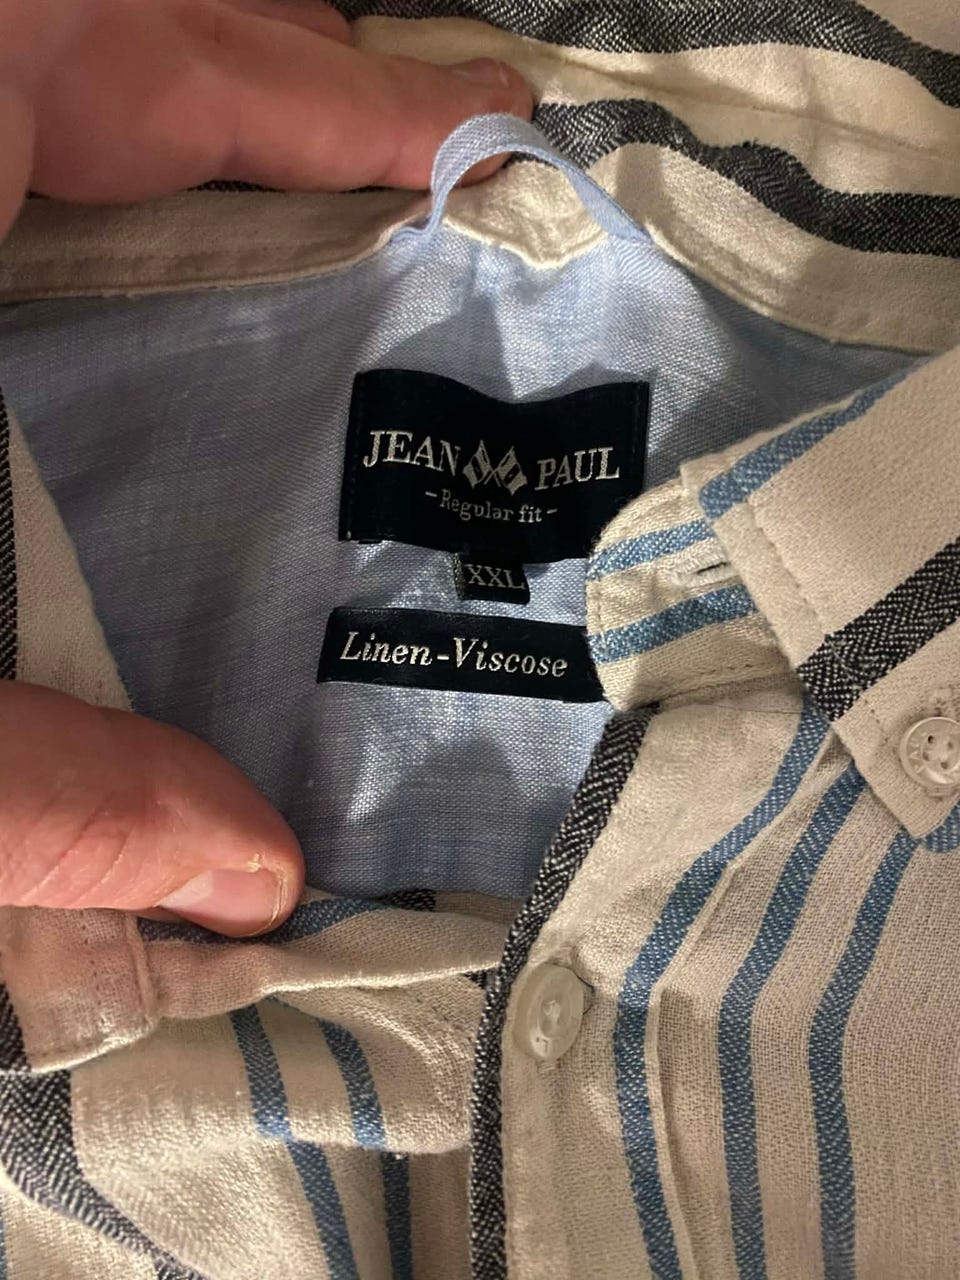 JEAN PAUL
-Regular fit-
XXL
Linen-Viscose